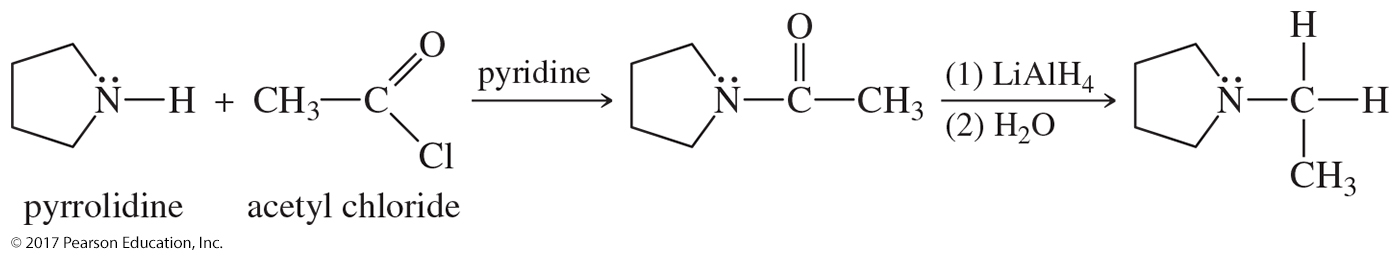 O O H
pyridine (1) LiAlH4
N—H + CH3—C N—C—CH3 N—C—H
(2) H2O
Cl CH3
pyrrolidine acetyl chloride
© 2017 Pearson Education, Inc.